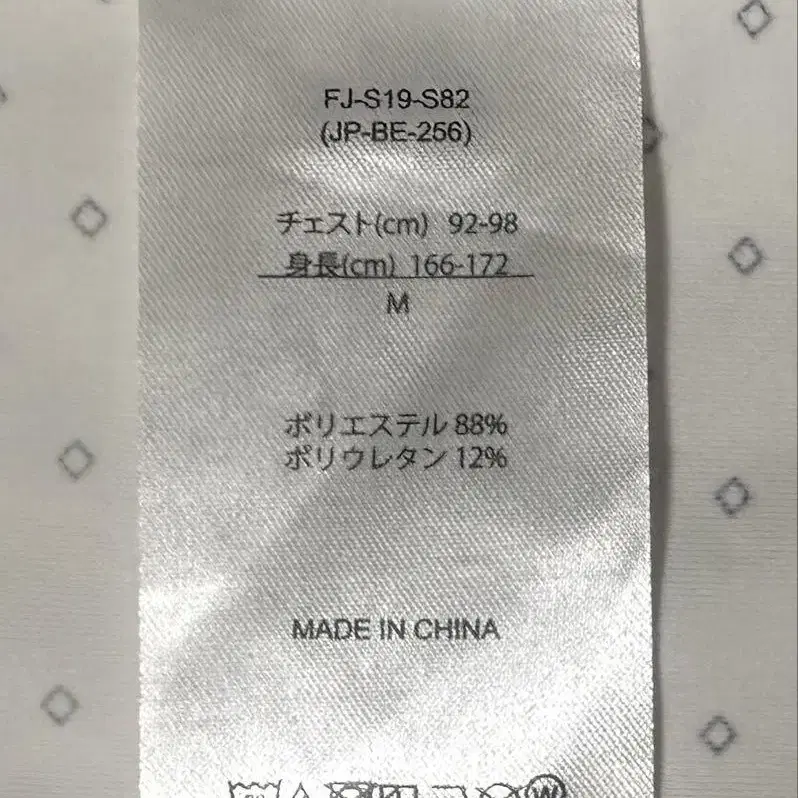 FJ-S19-S82
(JP-BE-256)
チェスト(cm) 92-98
身長(cm) 166-172
M
ポリエステル 88%
ポリウレタン 12%
MADE IN CHINA
W